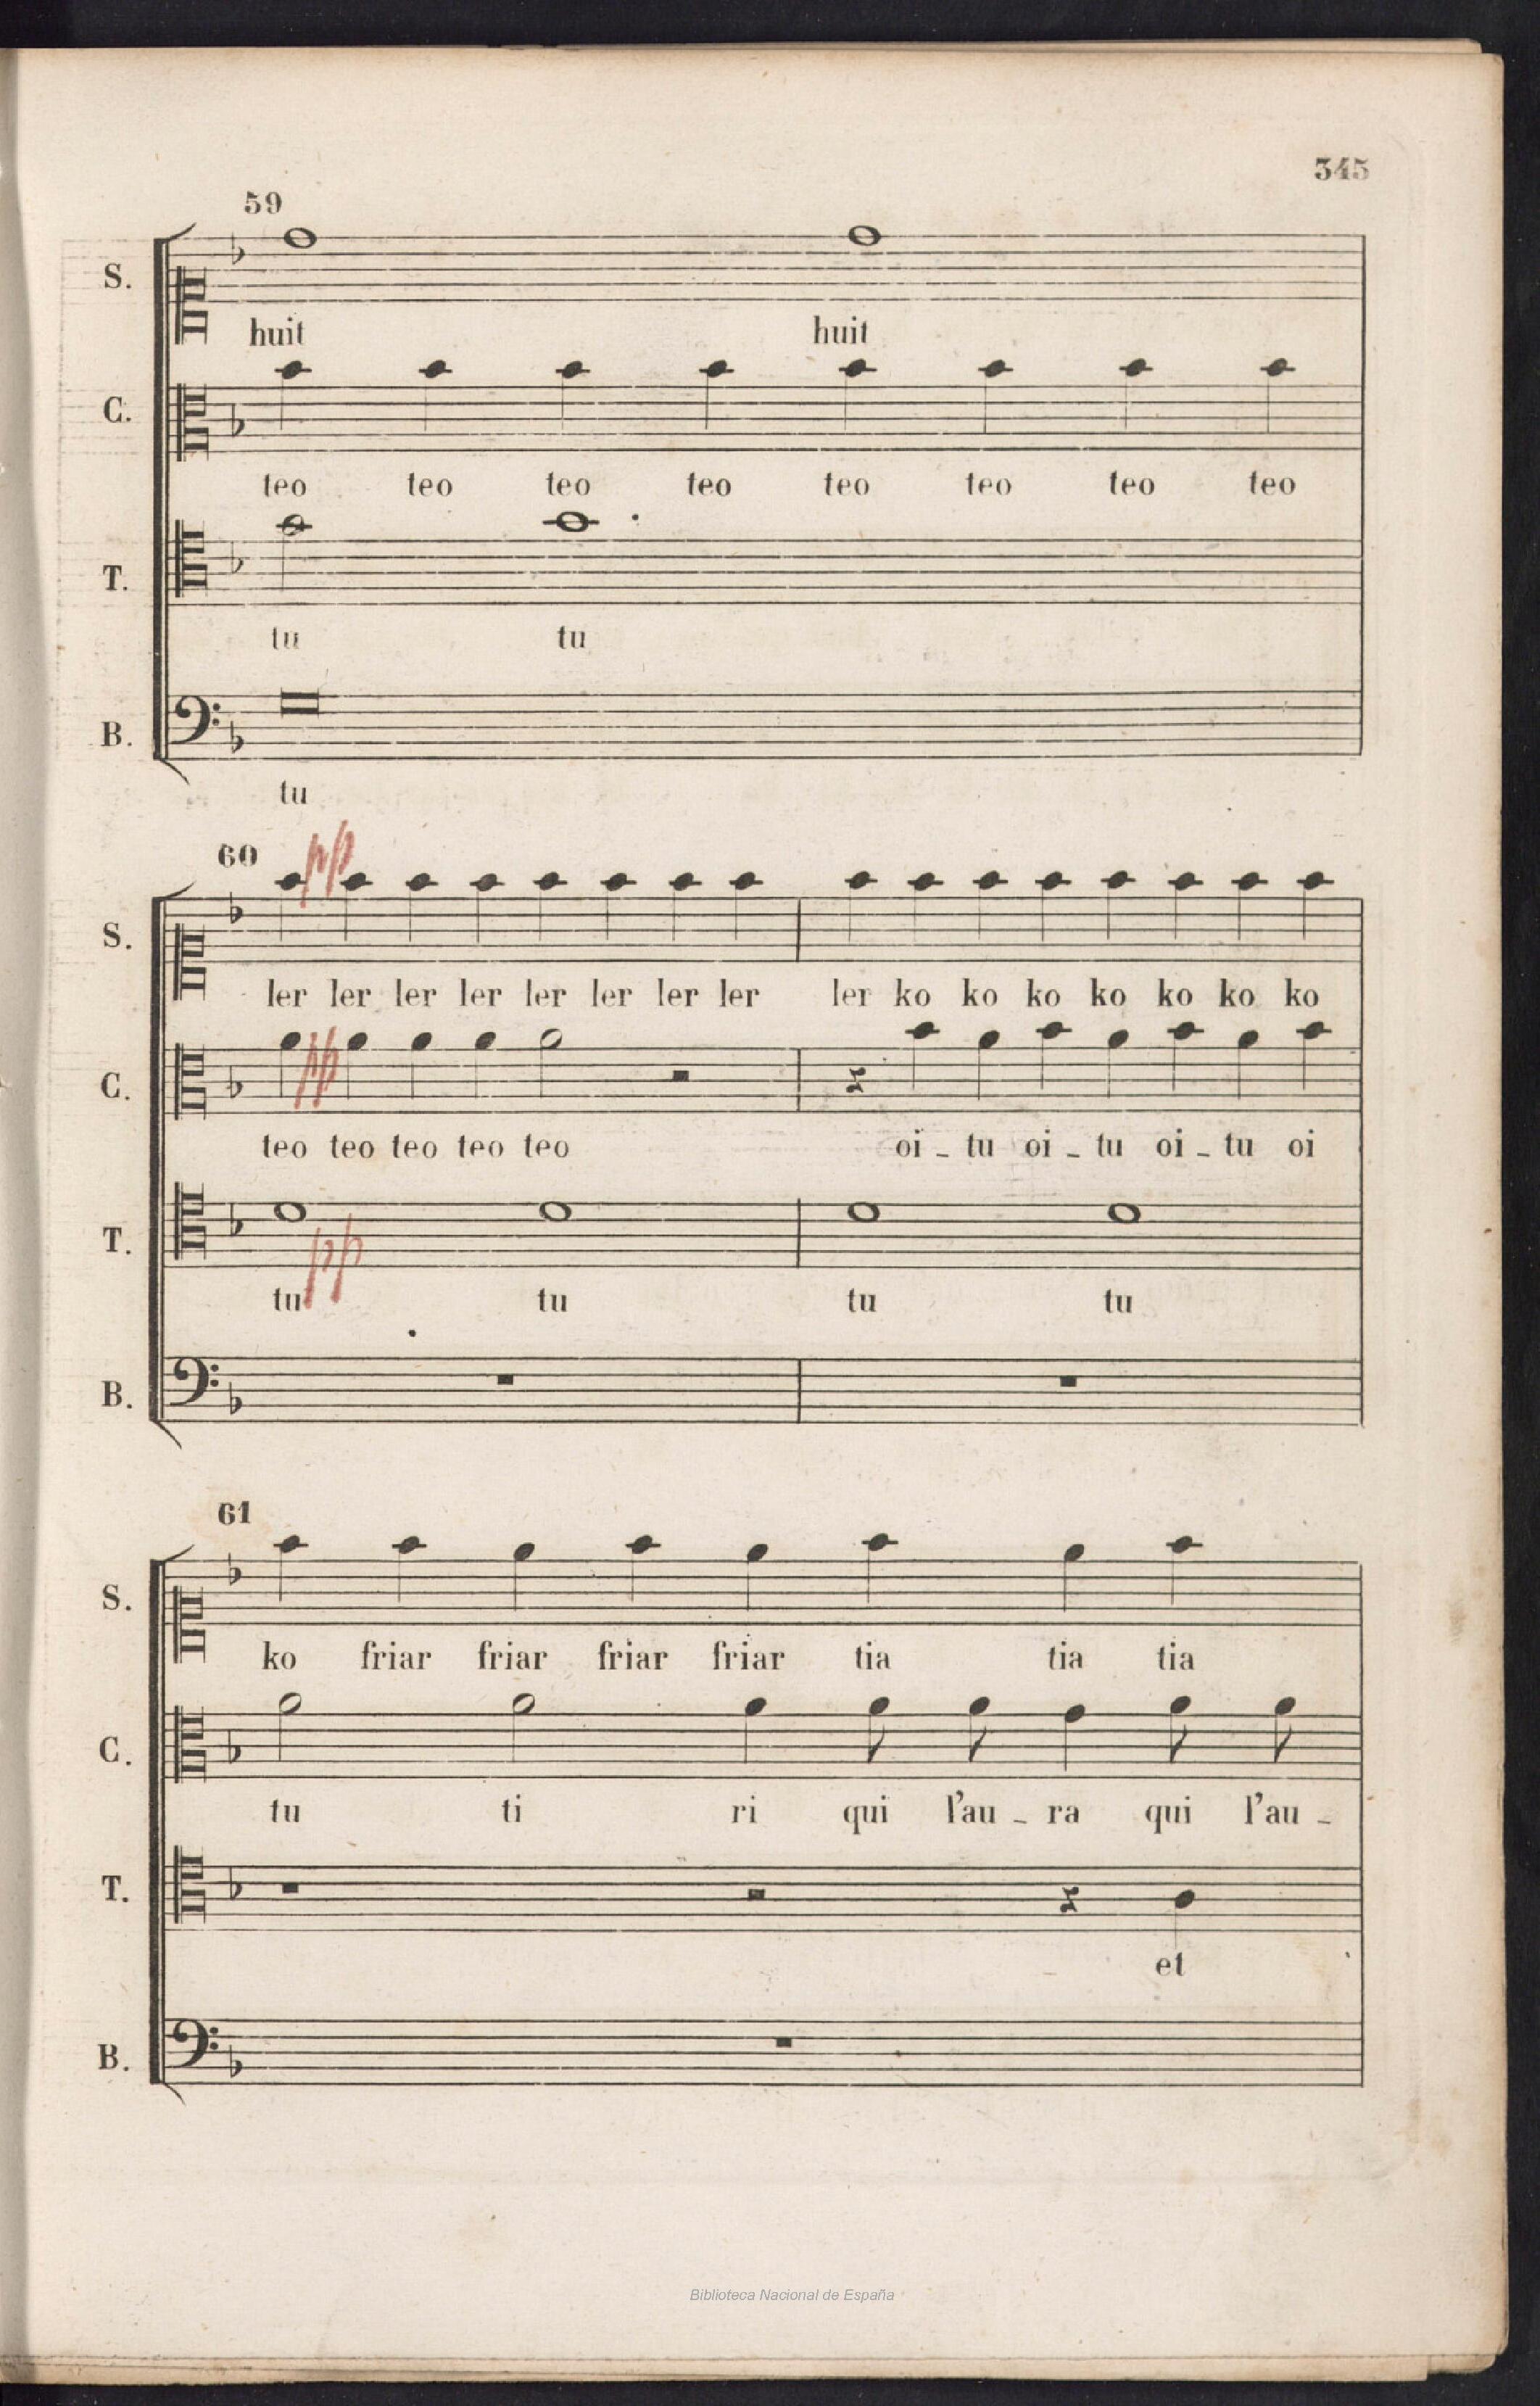 345
59
S.
huit huit
C.
teo teo teo teo teo teo teo teo
T.
tu tu
B.
tu
60
pp
S.
ler ler ler ler ler ler ler ler ler ko ko ko ko ko ko ko
pp
C.
teo teo teo teo teo oi - tu oi - tu oi - tu oi
T.
pp
tu tu tu tu
B.
61
S.
ko friar friar friar friar tia tia tia
C.
tu ti ri qui l'au - ra qui l'au -
T.
et
B.
Biblioteca Nacional de España